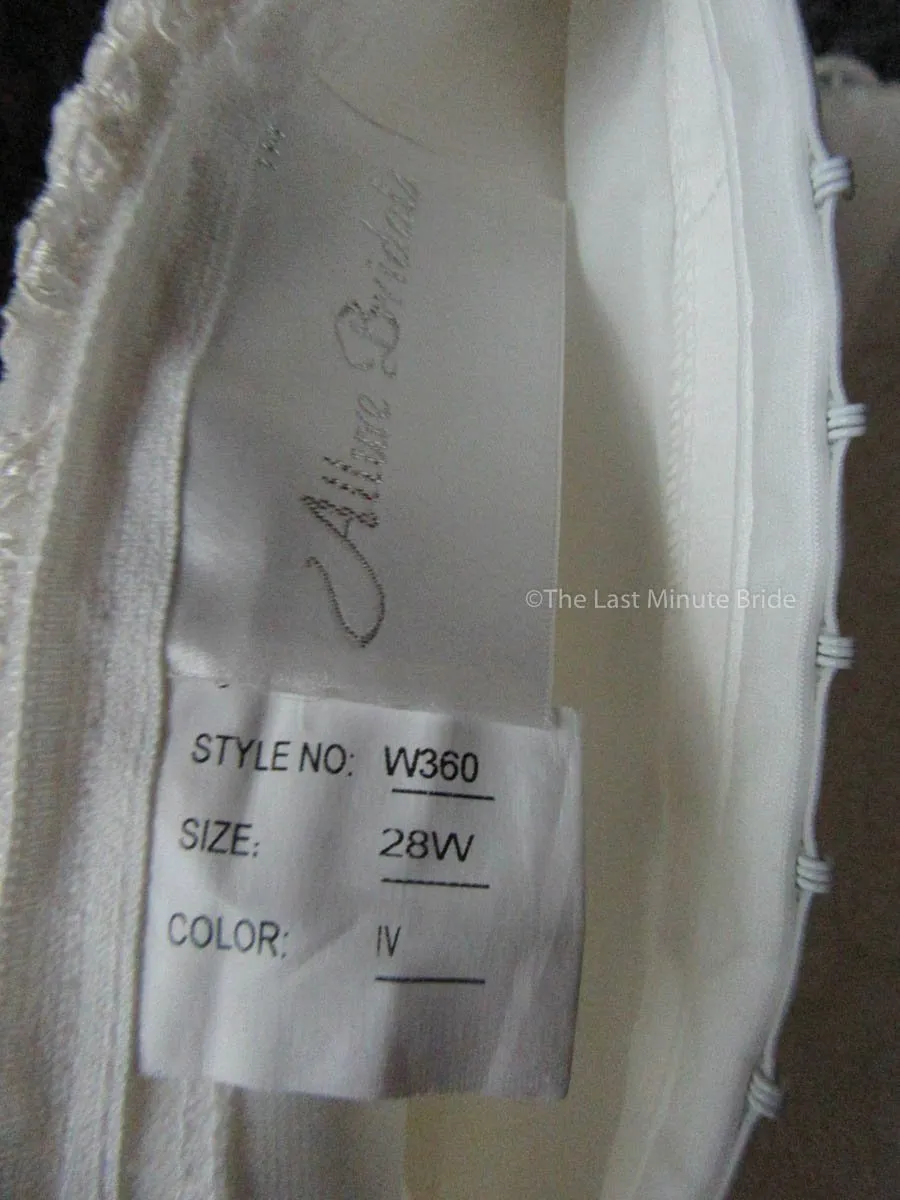 Allure Bridals
©The Last Minute Bride
STYLE NO: W360
SIZE: 28W
COLOR: IV